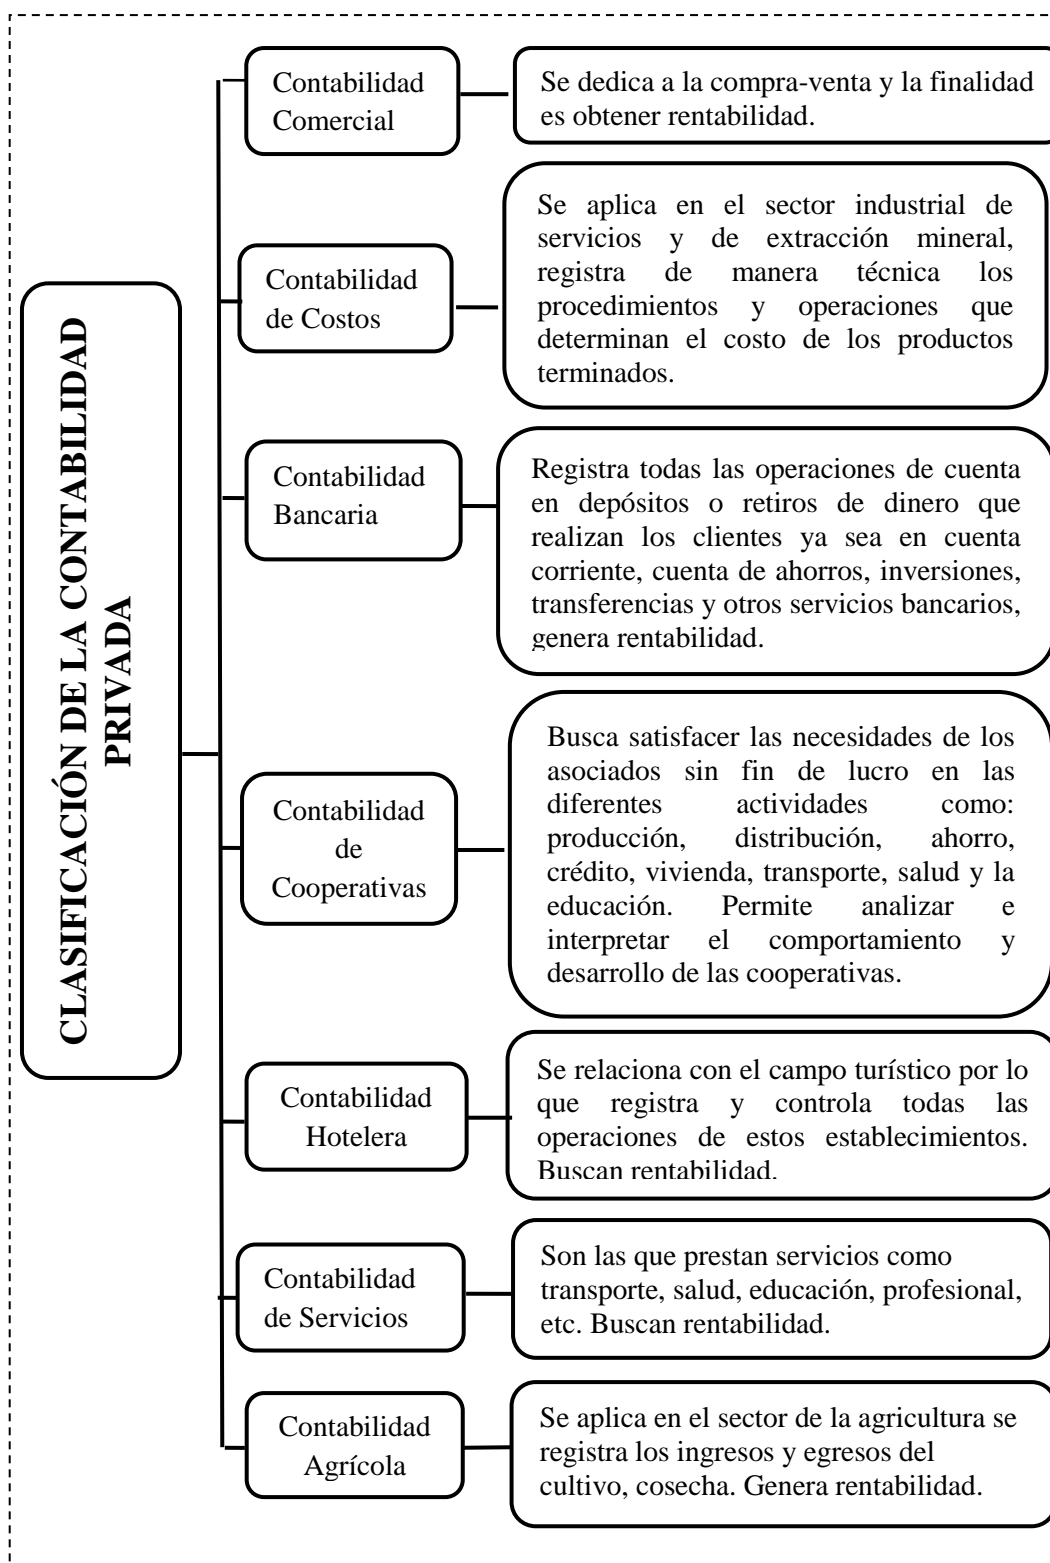 CLASIFICACIÓN DE LA CONTABILIDAD
PRIVADA
Contabilidad
Comercial
Se dedica a la compra-venta y la finalidad
es obtener rentabilidad.
Contabilidad
de Costos
Se aplica en el sector industrial de
servicios y de extracción mineral,
registra de manera técnica los
procedimientos y operaciones que
determinan el costo de los productos
terminados.
Contabilidad
Bancaria
Registra todas las operaciones de cuenta
en depósitos o retiros de dinero que
realizan los clientes ya sea en cuenta
corriente, cuenta de ahorros, inversiones,
transferencias y otros servicios bancarios,
genera rentabilidad.
Contabilidad
de
Cooperativas
Busca satisfacer las necesidades de los
asociados sin fin de lucro en las
diferentes actividades como:
producción, distribución, ahorro,
crédito, vivienda, transporte, salud y la
educación. Permite analizar e
interpretar el comportamiento y
desarrollo de las cooperativas.
Contabilidad
Hotelera
Se relaciona con el campo turístico por lo
que registra y controla todas las
operaciones de estos establecimientos.
Buscan rentabilidad.
Contabilidad
de Servicios
Son las que prestan servicios como
transporte, salud, educación, profesional,
etc. Buscan rentabilidad.
Contabilidad
Agrícola
Se aplica en el sector de la agricultura se
registra los ingresos y egresos del
cultivo, cosecha. Genera rentabilidad.